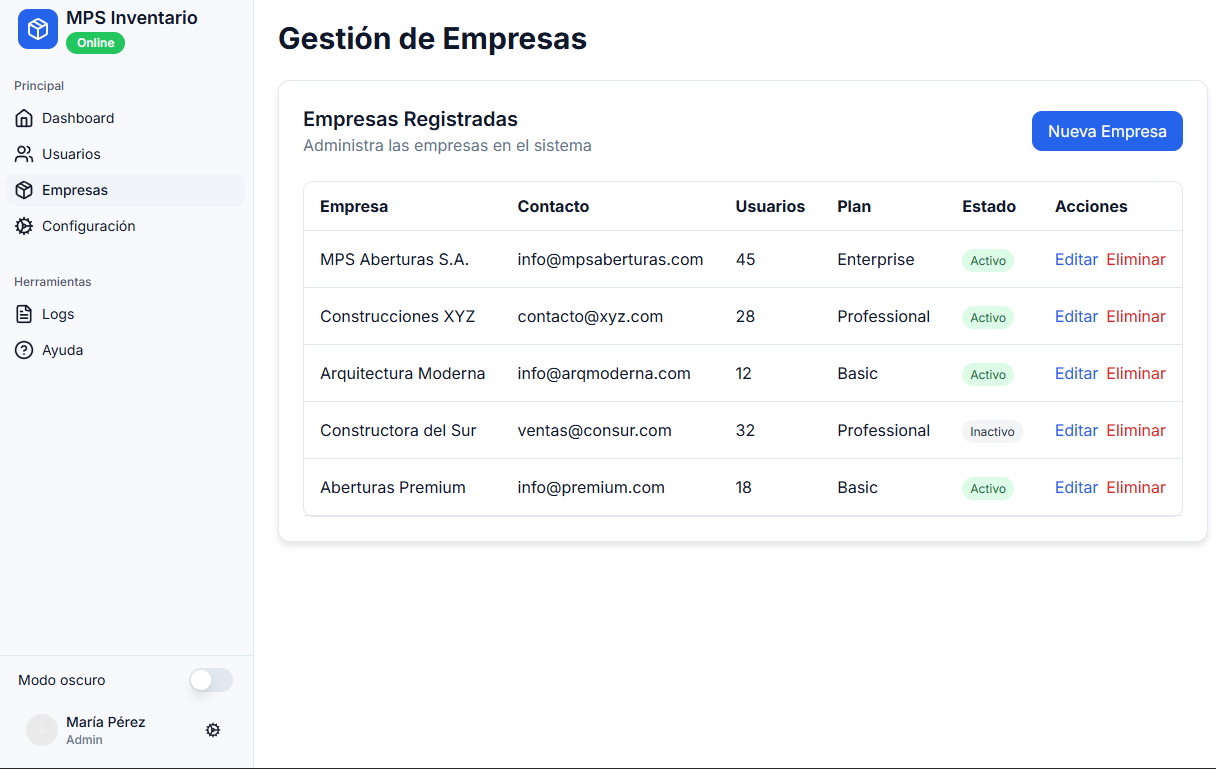 MPS Inventario
Online
Principal
Dashboard
Usuarios
Empresas
Configuración
Herramientas
Logs
Ayuda
Modo oscuro
María Pérez
Admin
Gestión de Empresas
Empresas Registradas
Administra las empresas en el sistema
Nueva Empresa
Empresa Contacto Usuarios Plan Estado Acciones
MPS Aberturas S.A. info@mpsaberturas.com 45 Enterprise Activo Editar Eliminar
Construcciones XYZ contacto@xyz.com 28 Professional Activo Editar Eliminar
Arquitectura Moderna info@arqmoderna.com 12 Basic Activo Editar Eliminar
Constructora del Sur ventas@consur.com 32 Professional Inactivo Editar Eliminar
Aberturas Premium info@premium.com 18 Basic Activo Editar Eliminar